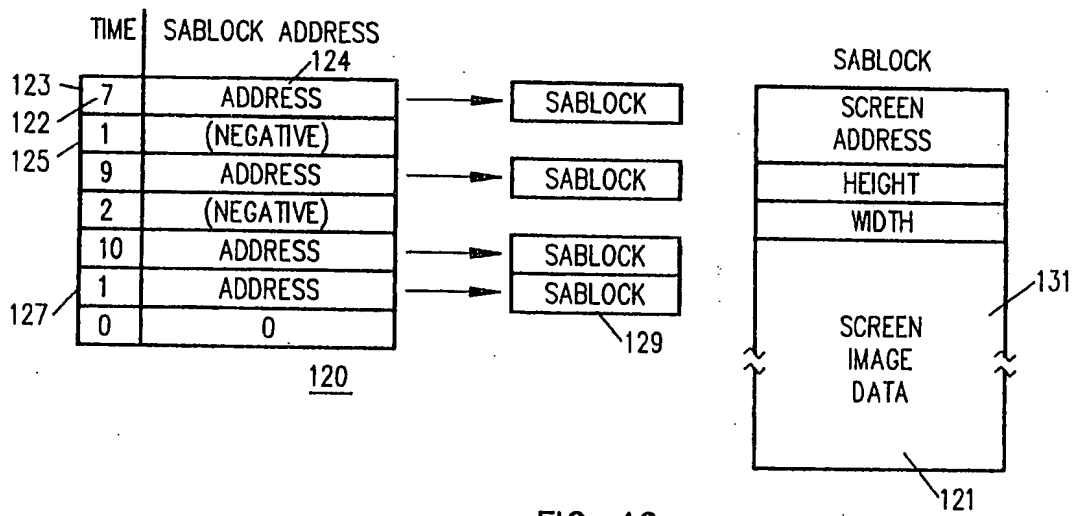 TIME SABLOCK ADDRESS
124
123 7 ADDRESS SABLOCK
122
125 1 (NEGATIVE)
9 ADDRESS SABLOCK
2 (NEGATIVE)
10 ADDRESS SABLOCK
127 1 ADDRESS SABLOCK
0 0
129
120
SABLOCK
SCREEN
ADDRESS
HEIGHT
WIDTH
131
SCREEN
IMAGE
DATA
121